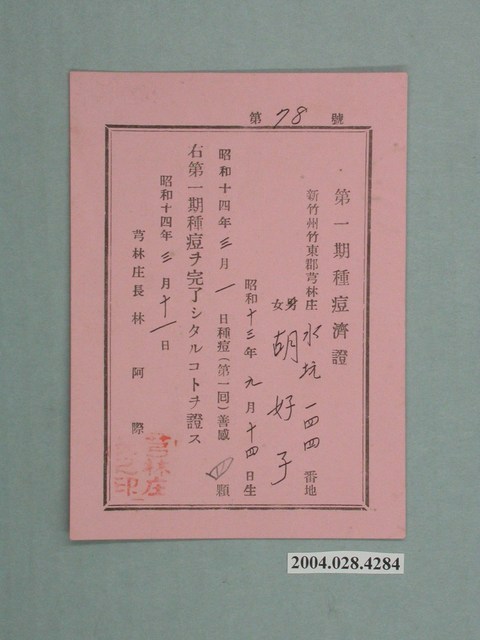 第 78 號
第一期種痘濟證
新竹州竹東郡芎林庄水坑一四四番地
男
女
胡好子
昭和十三年九月十四日生
昭和十四年三月一日種痘(第一回)善感四顆
右第一期種痘ヲ完了シタルコトヲ證ス
昭和十四年三月十一日
芎林庄長 林阿際
芎林庄
之印
2004.028.4284